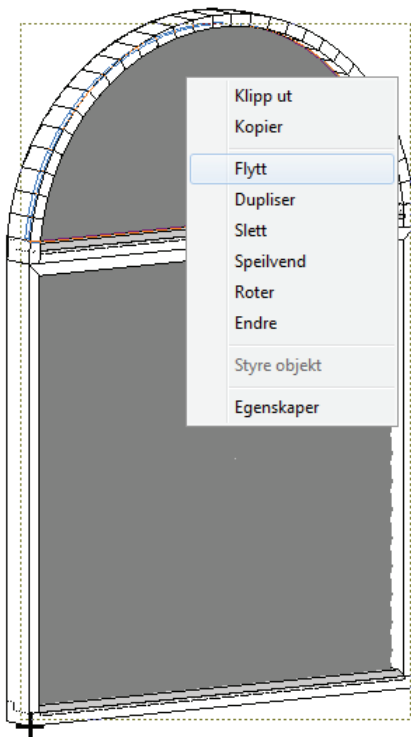 Klipp ut
Kopier
Flytt
Dupliser
Slett
Speilvend
Roter
Endre
Styre objekt
Egenskaper